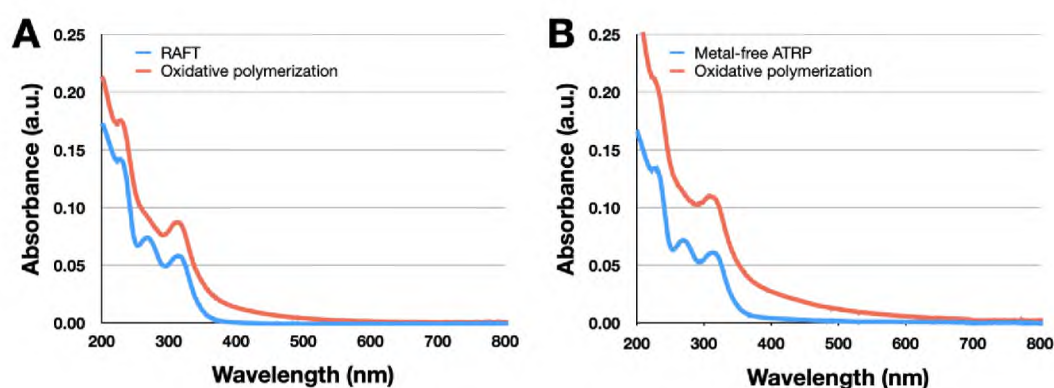 A
RAFT
Oxidative polymerization
Absorbance (a.u.)
0.25
0.20
0.15
0.10
0.05
0.00
200 300 400 500 600 700 800
Wavelength (nm)
B
Metal-free ATRP
Oxidative polymerization
Absorbance (a.u.)
0.25
0.20
0.15
0.10
0.05
0.00
200 300 400 500 600 700 800
Wavelength (nm)